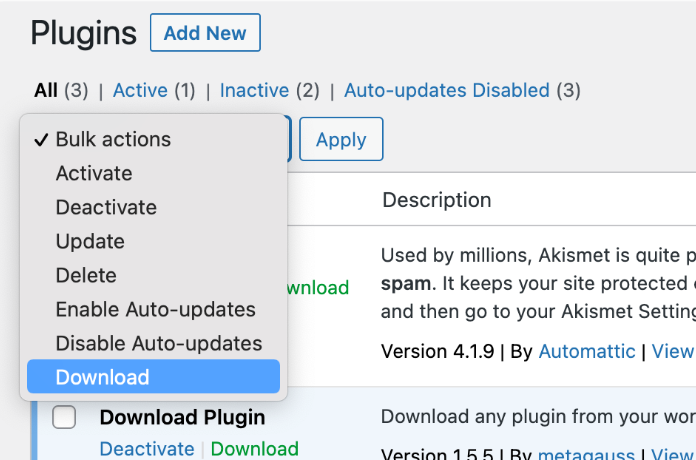 Plugins Add New
All (3) | Active (1) | Inactive (2) | Auto-updates Disabled (3)
✓ Bulk actions
Apply
Activate
Deactivate
Update
Delete
Enable Auto-updates
Disable Auto-updates
Download
Description
Used by millions, Akismet is quite
spam. It keeps your site protected
and then go to your Akismet
Version 4.1.9 | By Automattic | View
Download Plugin
Deactivate | Download
Download any plugin from your
Version 1.5.5 | By metagauss | View